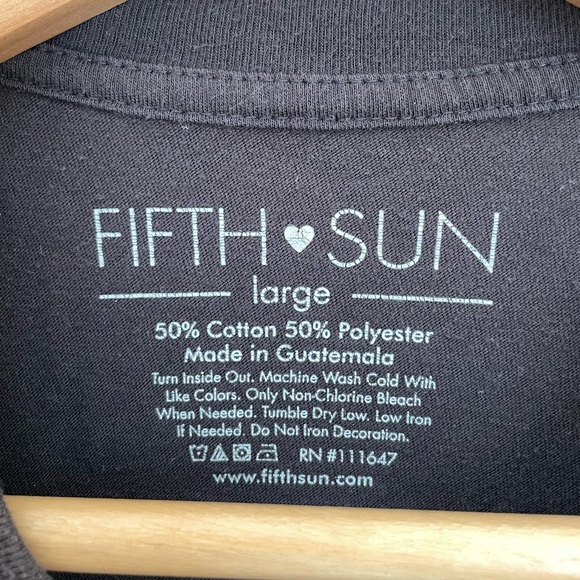 FIFTH♥SUN
large
50% Cotton 50% Polyester
Made in Guatemala
Turn Inside Out. Machine Wash Cold With
Like Colors. Only Non-Chlorine Bleach
When Needed. Tumble Dry Low. Low Iron
If Needed. Do Not Iron Decoration.
RN #111647
www.fifthsun.com